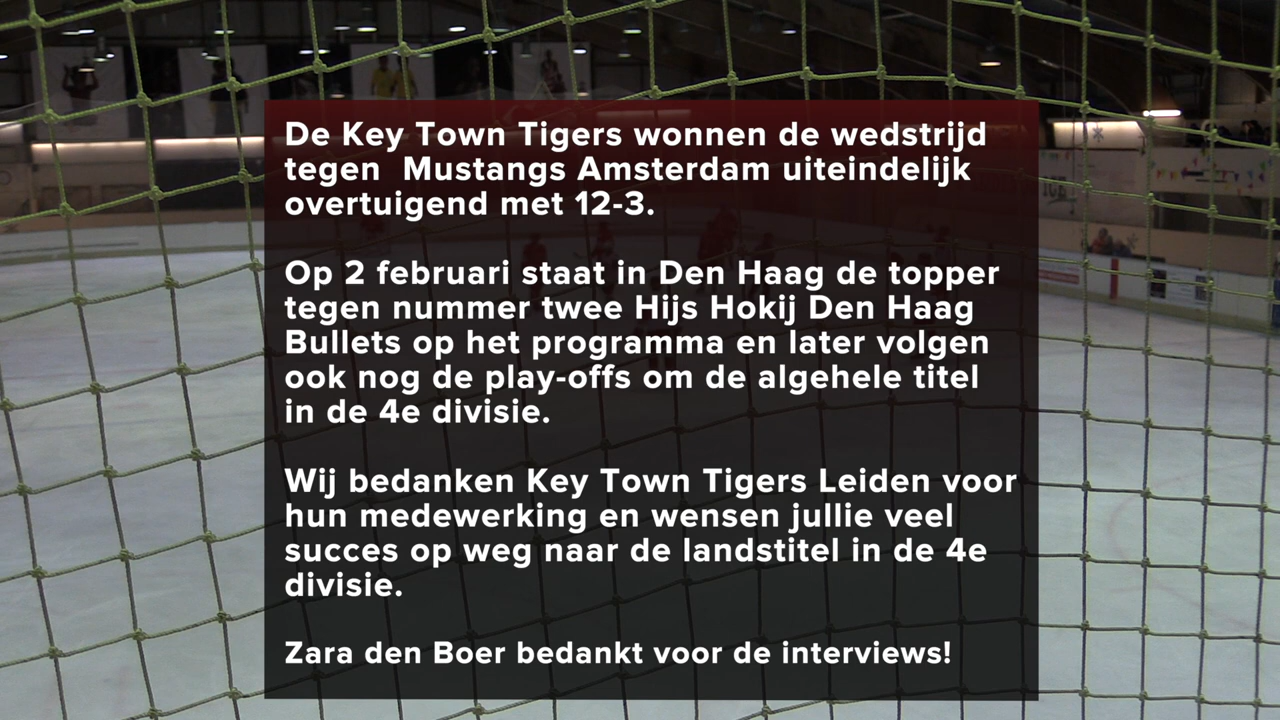 De Key Town Tigers wonnen de wedstrijd
tegen  Mustangs Amsterdam uiteindelijk
overtuigend met 12-3.
Op 2 februari staat in Den Haag de topper
tegen nummer twee Hijs Hokij Den Haag
Bullets op het programma en later volgen
ook nog de play-offs om de algehele titel
in de 4e divisie.
Wij bedanken Key Town Tigers Leiden voor
hun medewerking en wensen jullie veel
succes op weg naar de landstitel in de 4e
divisie.
Zara den Boer bedankt voor de interviews!